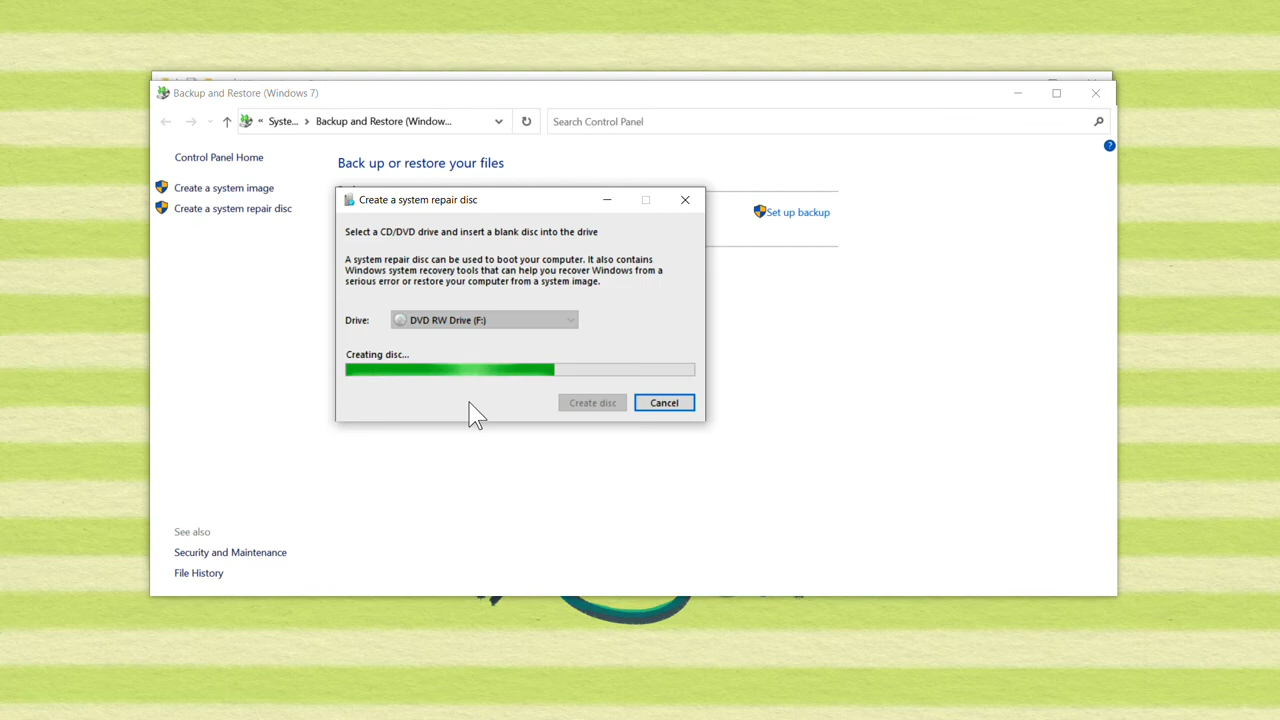 Backup and Restore (Windows 7)
« Syste... › Backup and Restore (Window...
Search Control Panel
Control Panel Home
Create a system image
Create a system repair disc
Back up or restore your files
Set up backup
Create a system repair disc
Select a CD/DVD drive and insert a blank disc into the drive
A system repair disc can be used to boot your computer. It also contains
Windows system recovery tools that can help you recover Windows from a
serious error or restore your computer from a system image.
Drive: DVD RW Drive (F:)
Creating disc...
Create disc Cancel
See also
Security and Maintenance
File History